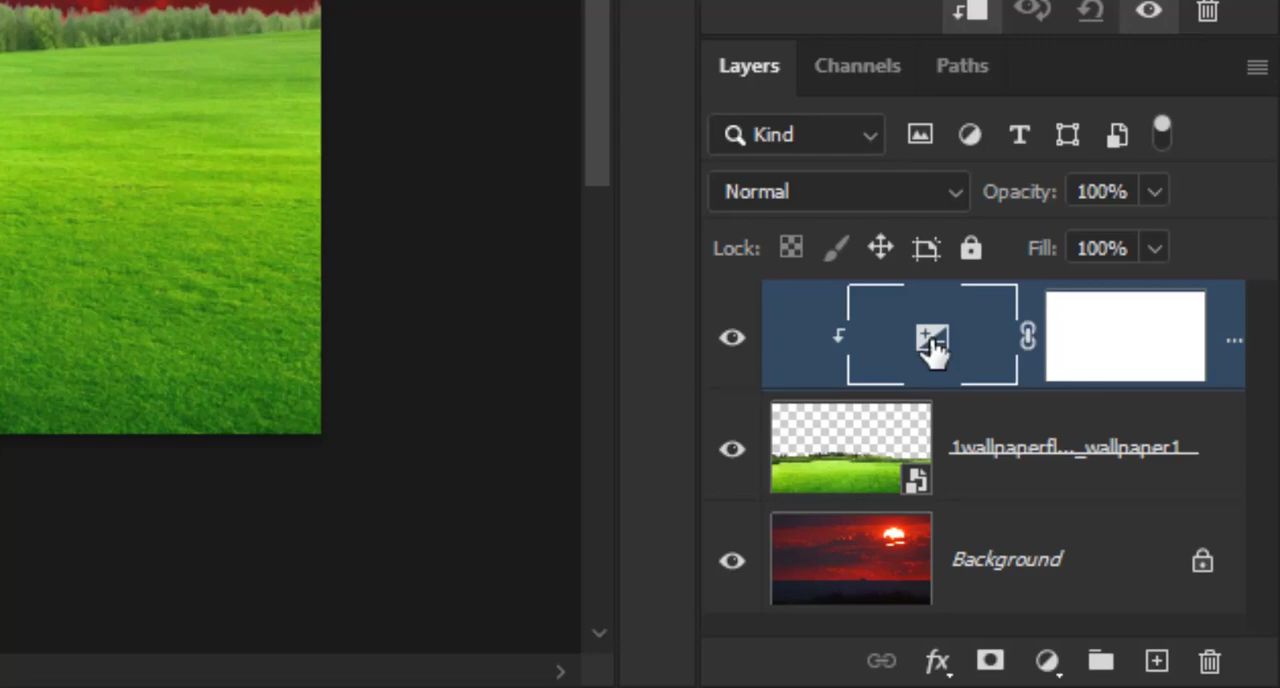 Layers Channels Paths
Kind
Normal Opacity: 100%
Lock: Fill: 100%
...
1wallpaperfl..._wallpaper1
Background
fx